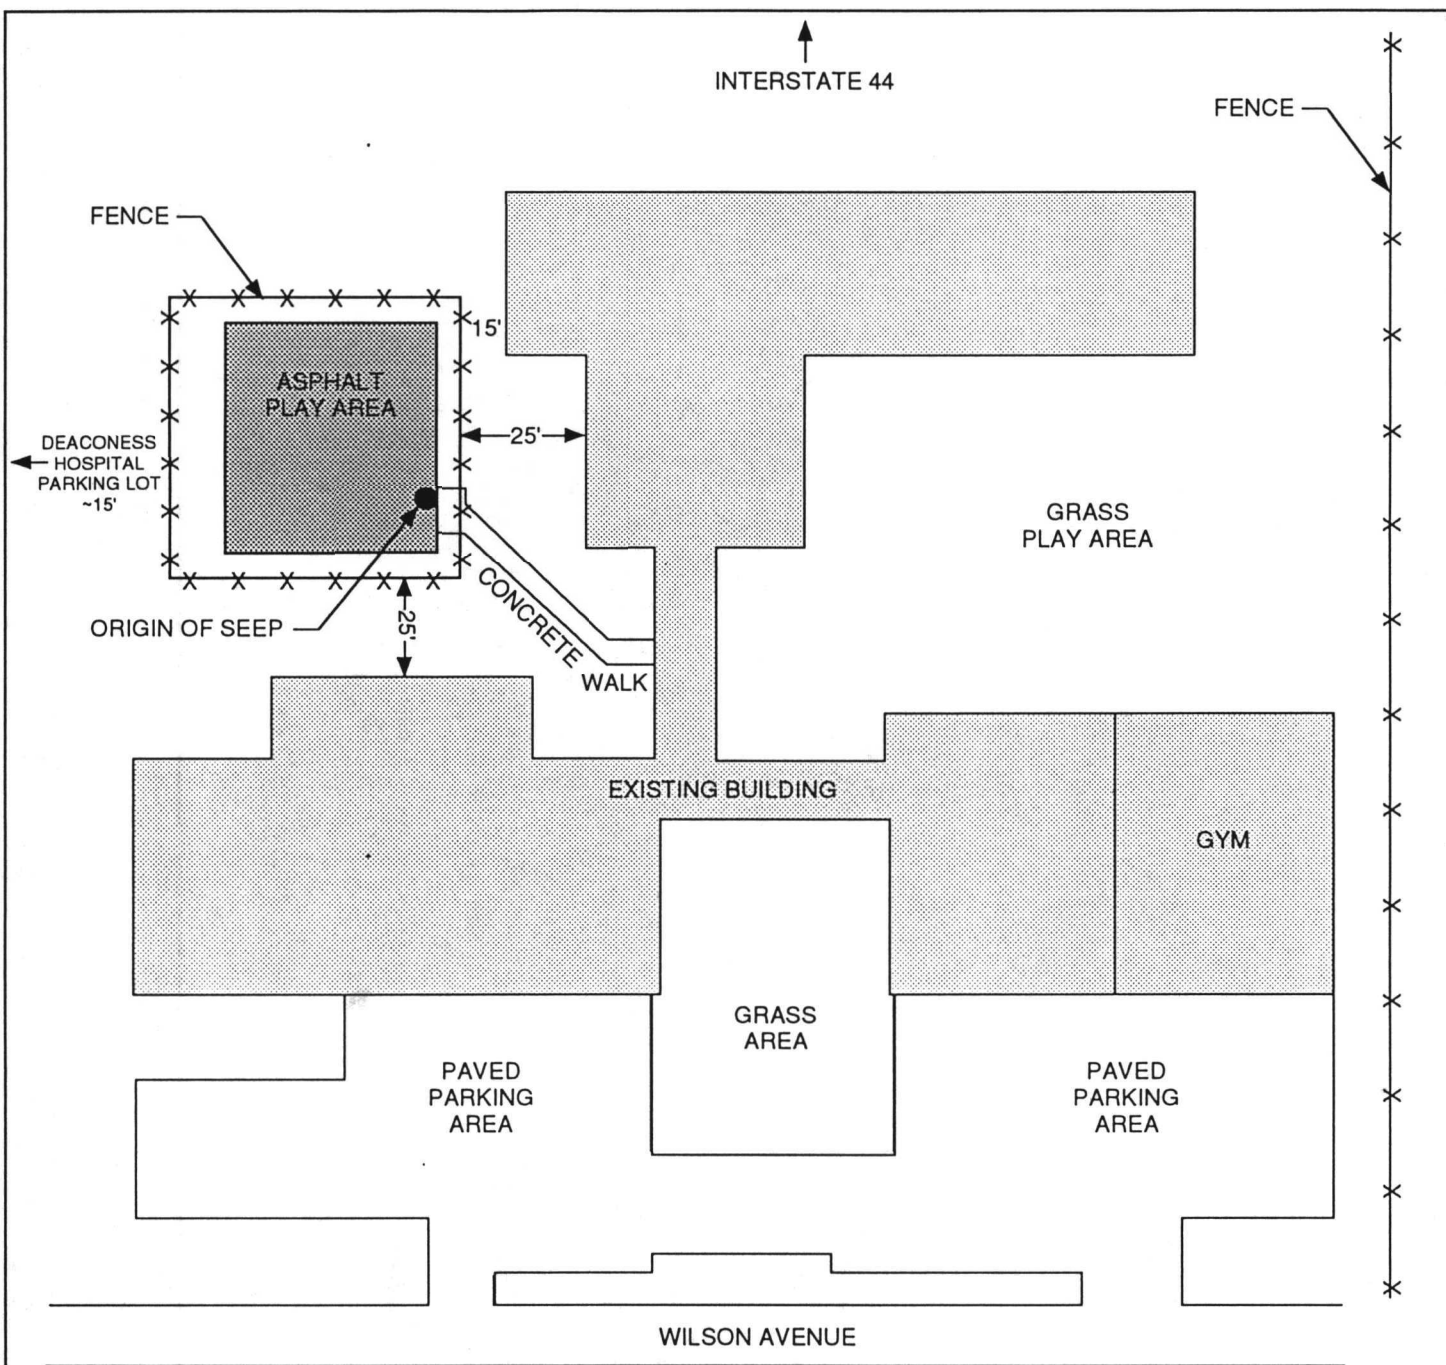 INTERSTATE 44
FENCE
FENCE
15'
ASPHALT
PLAY AREA
25'
DEACONESS
HOSPITAL
PARKING LOT
~15'
GRASS
PLAY AREA
ORIGIN OF SEEP
25'
CONCRETE
WALK
EXISTING BUILDING
GYM
GRASS
AREA
PAVED
PARKING
AREA
PAVED
PARKING
AREA
WILSON AVENUE